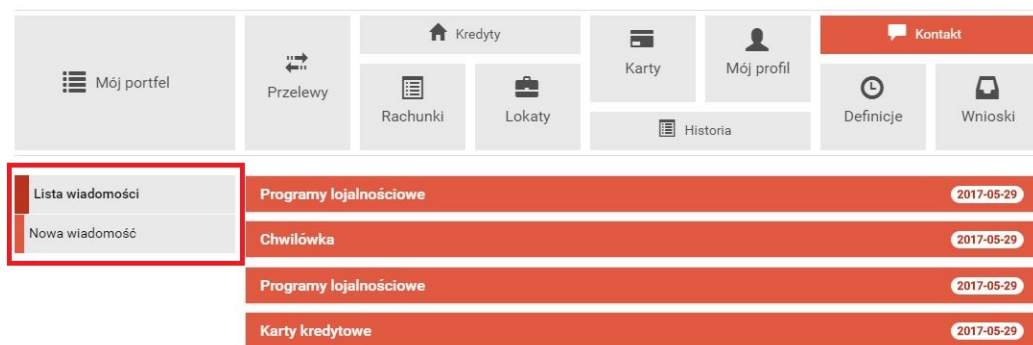 Mój portfel
Przelewy
Kredyty
Rachunki
Lokaty
Karty
Mój profil
Historia
Kontakt
Definicje
Wnioski
Lista wiadomości
Nowa wiadomość
Programy lojalnościowe 2017-05-29
Chwilówka 2017-05-29
Programy lojalnościowe 2017-05-29
Karty kredytowe 2017-05-29